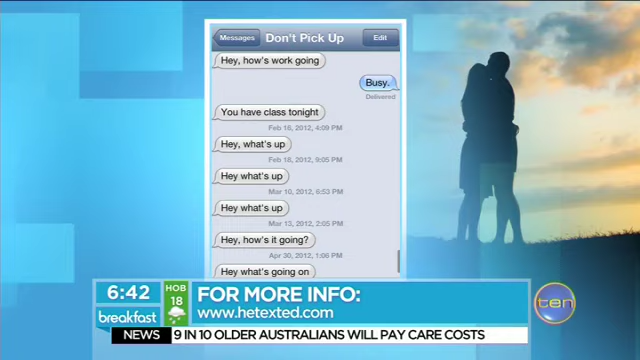 Messages
Don't Pick Up
Edit
Hey, how's work going
Busy.
Delivered
You have class tonight
Feb 16, 2012, 4:09 PM
Hey, what's up
Feb 18, 2012, 9:05 PM
Hey what's up
Mar 10, 2012, 6:53 PM
Hey what's up
Mar 13, 2012, 2:05 PM
Hey, how's it going?
Apr 30, 2012, 1:06 PM
Hey what's going on
6:42
HOB
18
breakfast
FOR MORE INFO:
www.hetexted.com
ten
NEWS
9 IN 10 OLDER AUSTRALIANS WILL PAY CARE COSTS